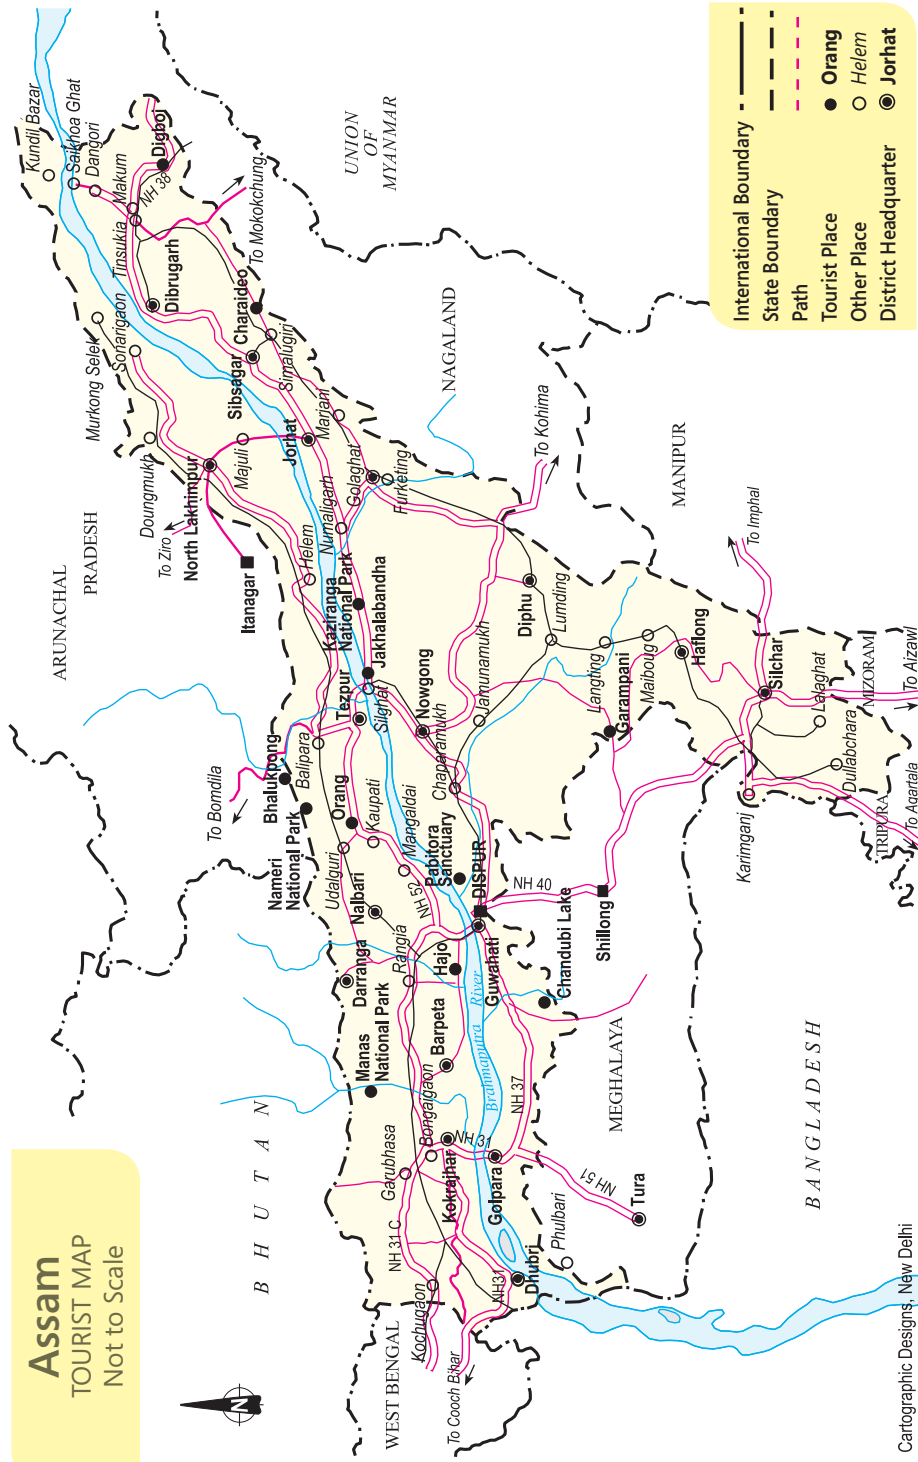 Assam
TOURIST MAP
Not to Scale
N
BHUTAN
ARUNACHAL
PRADESH
UNION
OF
MYANMAR
NAGALAND
MANIPUR
MIZORAM
TRIPURA
BANGLADESH
MEGHALAYA
WEST BENGAL
Kundil Bazar
Saikhoa Ghat
Dangori
Makum
Digboi
NH 38
Tinsukia
Dibrugarh
To Mokokchung
Charaideo
Sibsagar
Simalugiri
Murkong Selek
Sonarigaon
Doungmukh
To Ziro
North Lakhimpur
Majuli
Jorhat
Marjani
Golaghat
Furketing
Numaligarh
Itanagar
Helem
Kaziranga
National Park
Jakhalabandha
To Kohima
Diphu
Lumding
To Imphal
Langting
Maiboug
Haflong
Garampani
Silchar
Lalaghat
To Aizawl
Dullabchara
Karimganj
To Agartala
Jamunamukh
Nowgong
Chaparamukh
Silghat
Tezpur
Balipara
Bhalukpong
To Bomdila
Nameri
National Park
Orang
Kaupati
Mangaldai
Udalguri
Nalbari
NH 52
Pabitora
Sanctuary
DISPUR
NH 40
Shillong
Chandubi Lake
Guwahati
Hajo
Rangia
Darranga
Manas
National Park
Barpeta
Brahmaputra River
NH 37
Bongaigaon
Garubhasa
NH 31
Kokrajhar
Golpara
NH 51
Tura
Phulbari
NH 31 C
NH31
Dhubri
Kochugaon
To Cooch Bihar
International Boundary
State Boundary
Path
Tourist Place Orang
Other Place Helem
District Headquarter Jorhat
Cartographic Designs, New Delhi